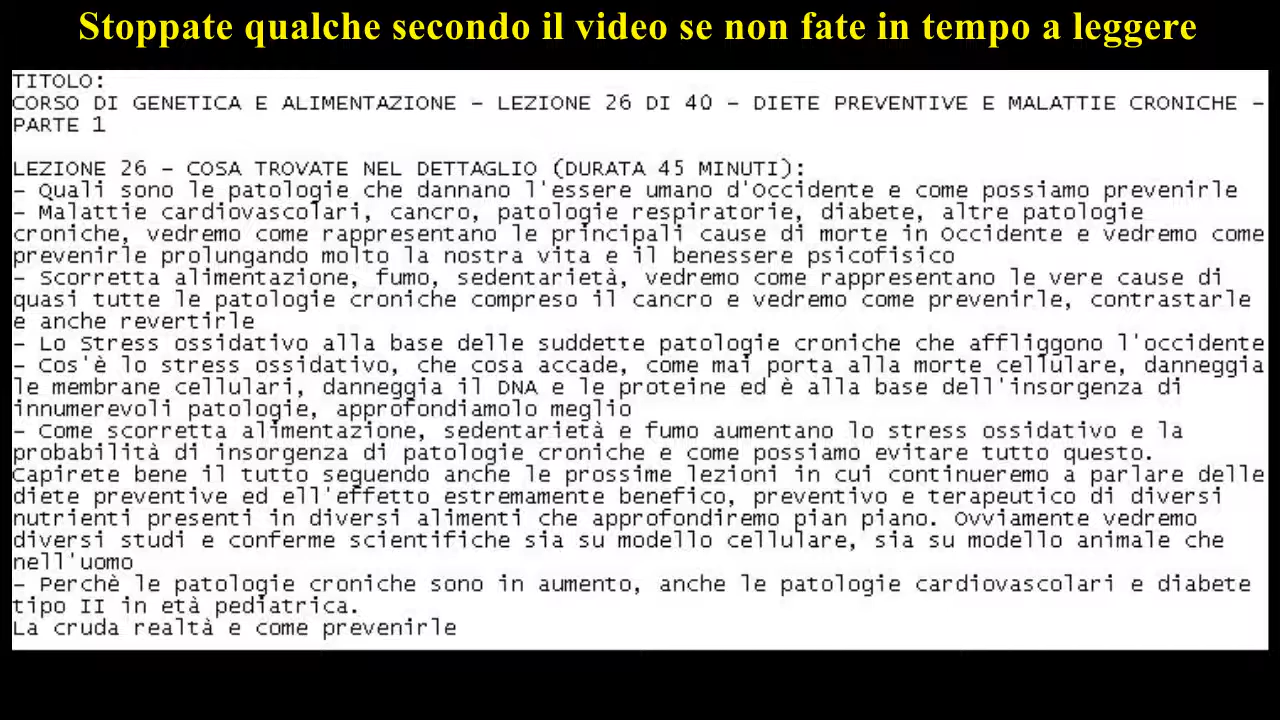 Stoppate qualche secondo il video se non fate in tempo a leggere
TITOLO:
CORSO DI GENETICA E ALIMENTAZIONE – LEZIONE 26 DI 40 – DIETE PREVENTIVE E MALATTIE CRONICHE –
PARTE 1
LEZIONE 26 – COSA TROVATE NEL DETTAGLIO (DURATA 45 MINUTI):
– Quali sono le patologie che dannano l'essere umano d'Occidente e come possiamo prevenirle
– Malattie cardiovascolari, cancro, patologie respiratorie, diabete, altre patologie
croniche, vedremo come rappresentano le principali cause di morte in Occidente e vedremo come
prevenirle prolungando molto la nostra vita e il benessere psicofisico
– Scorretta alimentazione, fumo, sedentarietà, vedremo come rappresentano le vere cause di
quasi tutte le patologie croniche compreso il cancro e vedremo come prevenirle, contrastarle
e anche revertirle
– Lo Stress ossidativo alla base delle suddette patologie croniche che affliggono l'occidente
– Cos'è lo stress ossidativo, che cosa accade, come mai porta alla morte cellulare, danneggia
le membrane cellulari, danneggia il DNA e le proteine ed è alla base dell'insorgenza di
innumerevoli patologie, approfondiamolo meglio
– Come scorretta alimentazione, sedentarietà e fumo aumentano lo stress ossidativo e la
probabilità di insorgenza di patologie croniche e come possiamo evitare tutto questo.
Capirete bene il tutto seguendo anche le prossime lezioni in cui continueremo a parlare delle
diete preventive ed ell'effetto estremamente benefico, preventivo e terapeutico di diversi
nutrienti presenti in diversi alimenti che approfondiremo pian piano. Ovviamente vedremo
diversi studi e conferme scientifiche sia su modello cellulare, sia su modello animale che
nell'uomo
– Perchè le patologie croniche sono in aumento, anche le patologie cardiovascolari e diabete
tipo II in età pediatrica.
La cruda realtà e come prevenirle